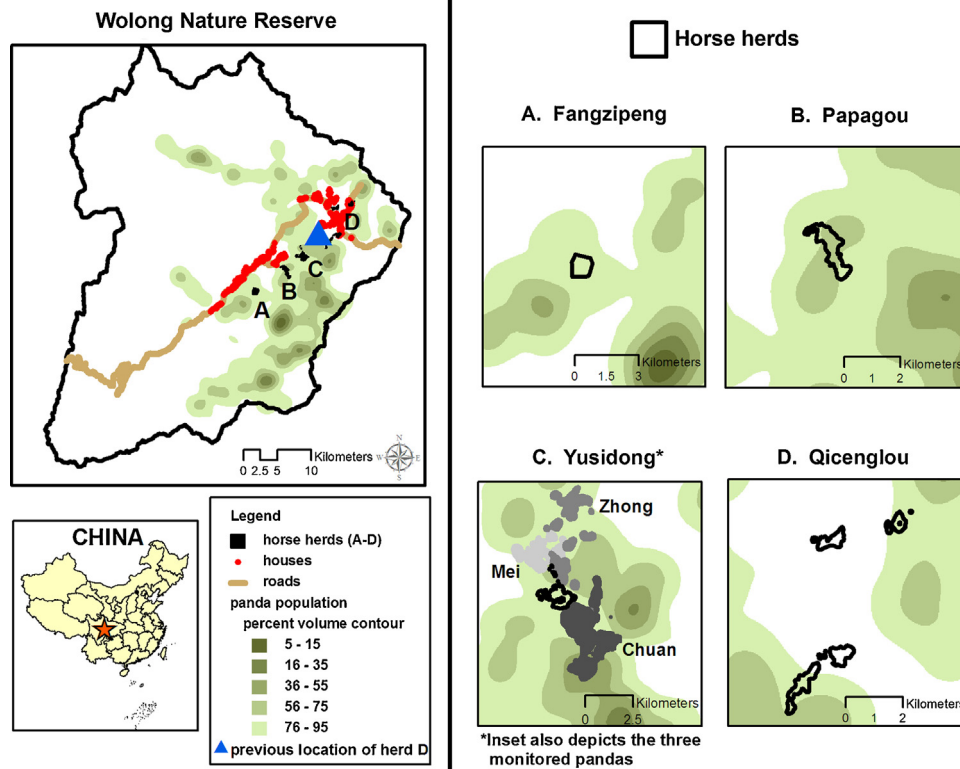 Wolong Nature Reserve
A
B
C
D
Kilometers
0 2.5 5 10
N
W E
S
CHINA
Legend
horse herds (A-D)
houses
roads
panda population
percent volume contour
5 - 15
16 - 35
36 - 55
56 - 75
76 - 95
previous location of herd D
Horse herds
A. Fangzipeng
Kilometers
0 1.5 3
B. Papagou
Kilometers
0 1 2
C. Yusidong*
Zhong
Mei
Chuan
Kilometers
0 2.5
*Inset also depicts the three
monitored pandas
D. Qicenglou
Kilometers
0 1 2